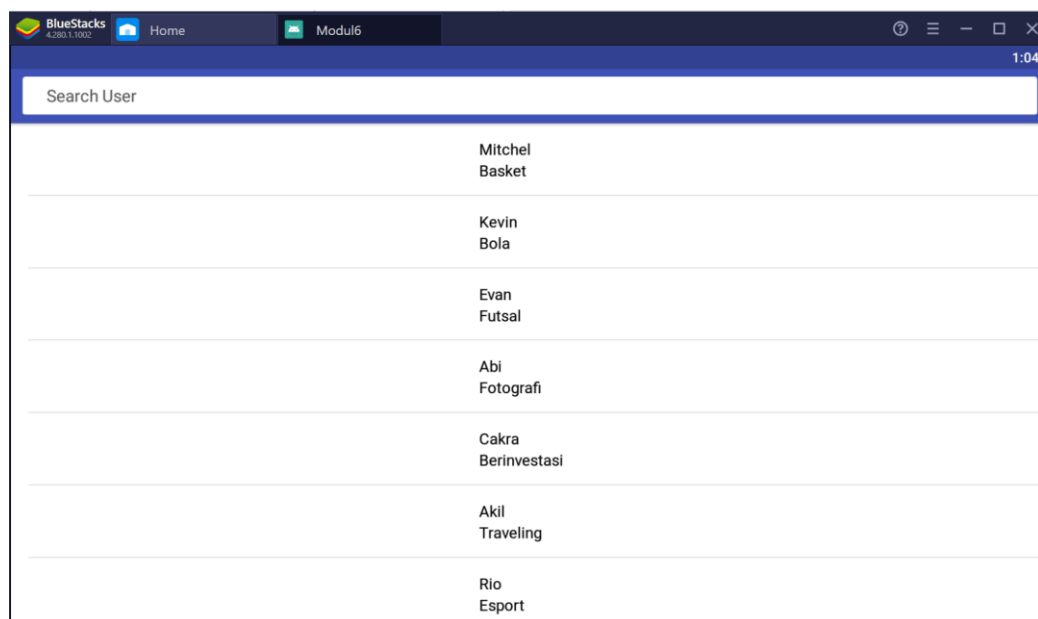 BlueStacks
4.280.1.1002
Home
Modul6
1:04
Search User
Mitchel
Basket
Kevin
Bola
Evan
Futsal
Abi
Fotografi
Cakra
Berinvestasi
Akil
Traveling
Rio
Esport